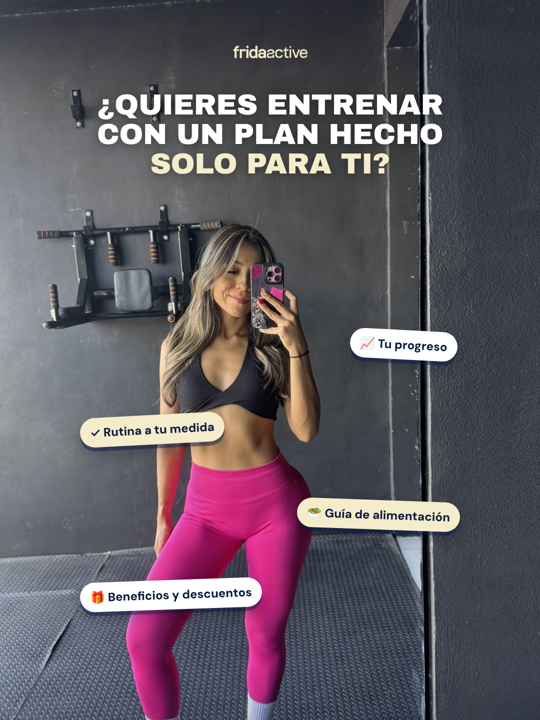 fridaactive
¿QUIERES ENTRENAR
CON UN PLAN HECHO
SOLO PARA TI?
📈 Tu progreso
✓ Rutina a tu medida
🥗 Guía de alimentación
🎁 Beneficios y descuentos